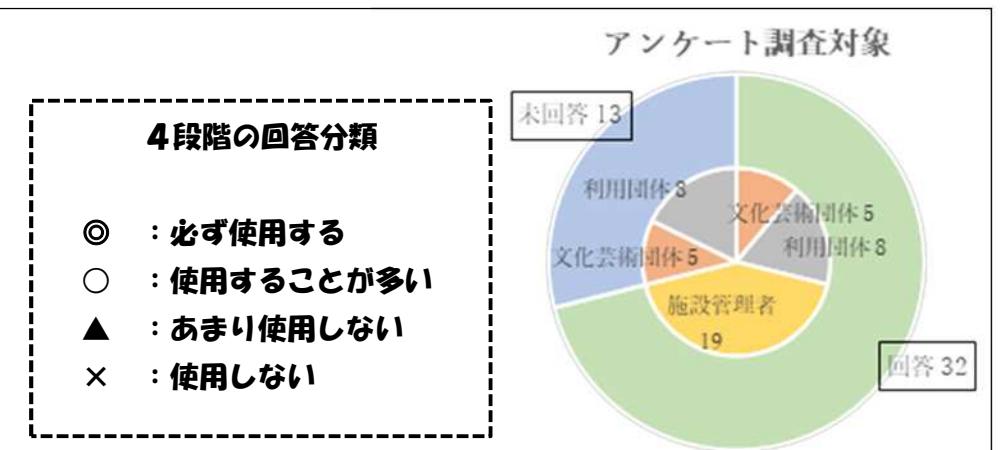 アンケート調査対象
4段階の回答分類
◎ ：必ず使用する
○ ：使用することが多い
▲ ：あまり使用しない
× ：使用しない
未回答 13
利用団体 8
文化芸術団体 5
文化芸術団体 5
利用団体 8
施設管理者
19
回答 32